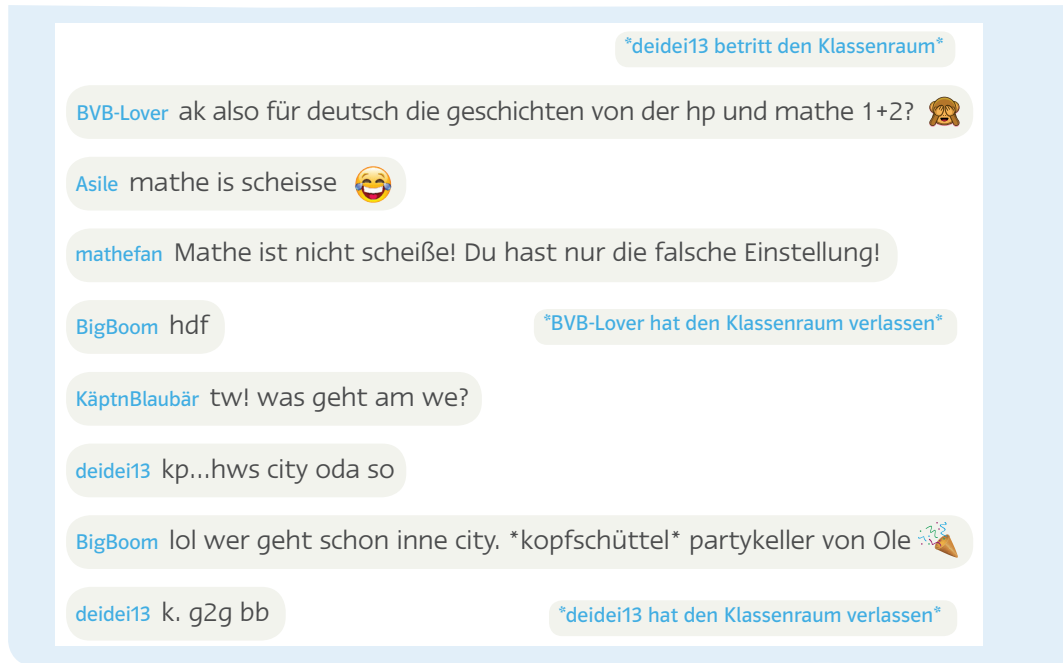 *deidei13 betritt den Klassenraum*
BVB-Lover ak also für deutsch die geschichten von der hp und mathe 1+2? 🙈
Asile mathe is scheisse 😂
mathefan Mathe ist nicht scheiße! Du hast nur die falsche Einstellung!
BigBoom hdf
*BVB-Lover hat den Klassenraum verlassen*
KäptnBlaubär tw! was geht am we?
deidei13 kp...hws city oda so
BigBoom lol wer geht schon inne city. *kopfschüttel* partykeller von Ole 🎉
deidei13 k. g2g bb
*deidei13 hat den Klassenraum verlassen*